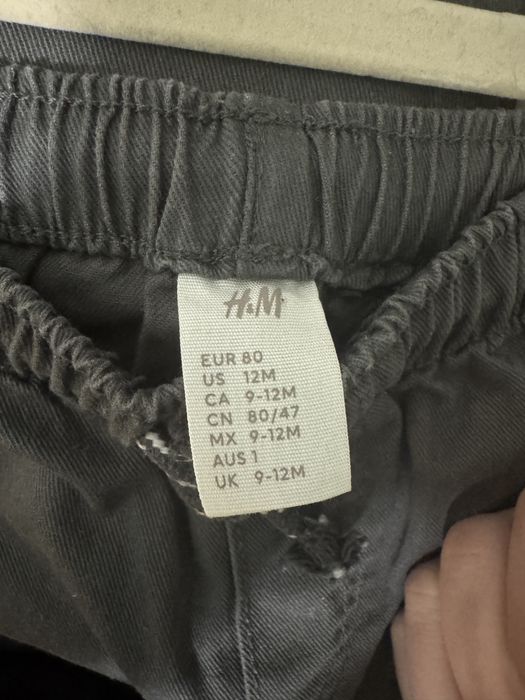 H&M
EUR 80
US 12M
CA 9-12M
CN 80/47
MX 9-12M
AUS 1
UK 9-12M